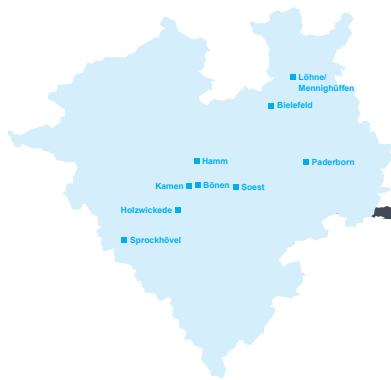 Löhne/
Mennighüffen
Bielefeld
Hamm
Paderborn
Kamen
Bönen
Soest
Holzwickede
Sprockhövel